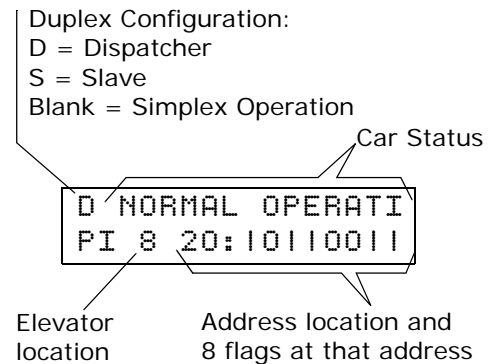 Duplex Configuration:
D = Dispatcher
S = Slave
Blank = Simplex Operation
Car Status
D NORMAL OPERATI
PI 8 20:10110011
Elevator
location
Address location and
8 flags at that address